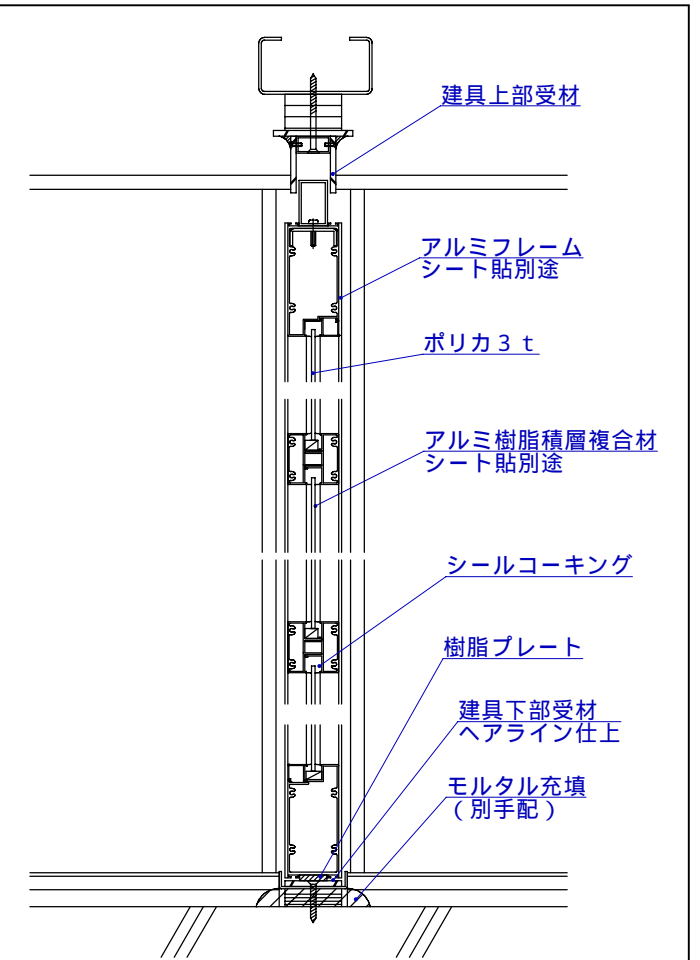 建具上部受材
アルミフレーム
シート貼別途
ポリカ３ｔ
アルミ樹脂積層複合材
シート貼別途
シールコーキング
樹脂プレート
建具下部受材
ヘアライン仕上
モルタル充填
（別手配）